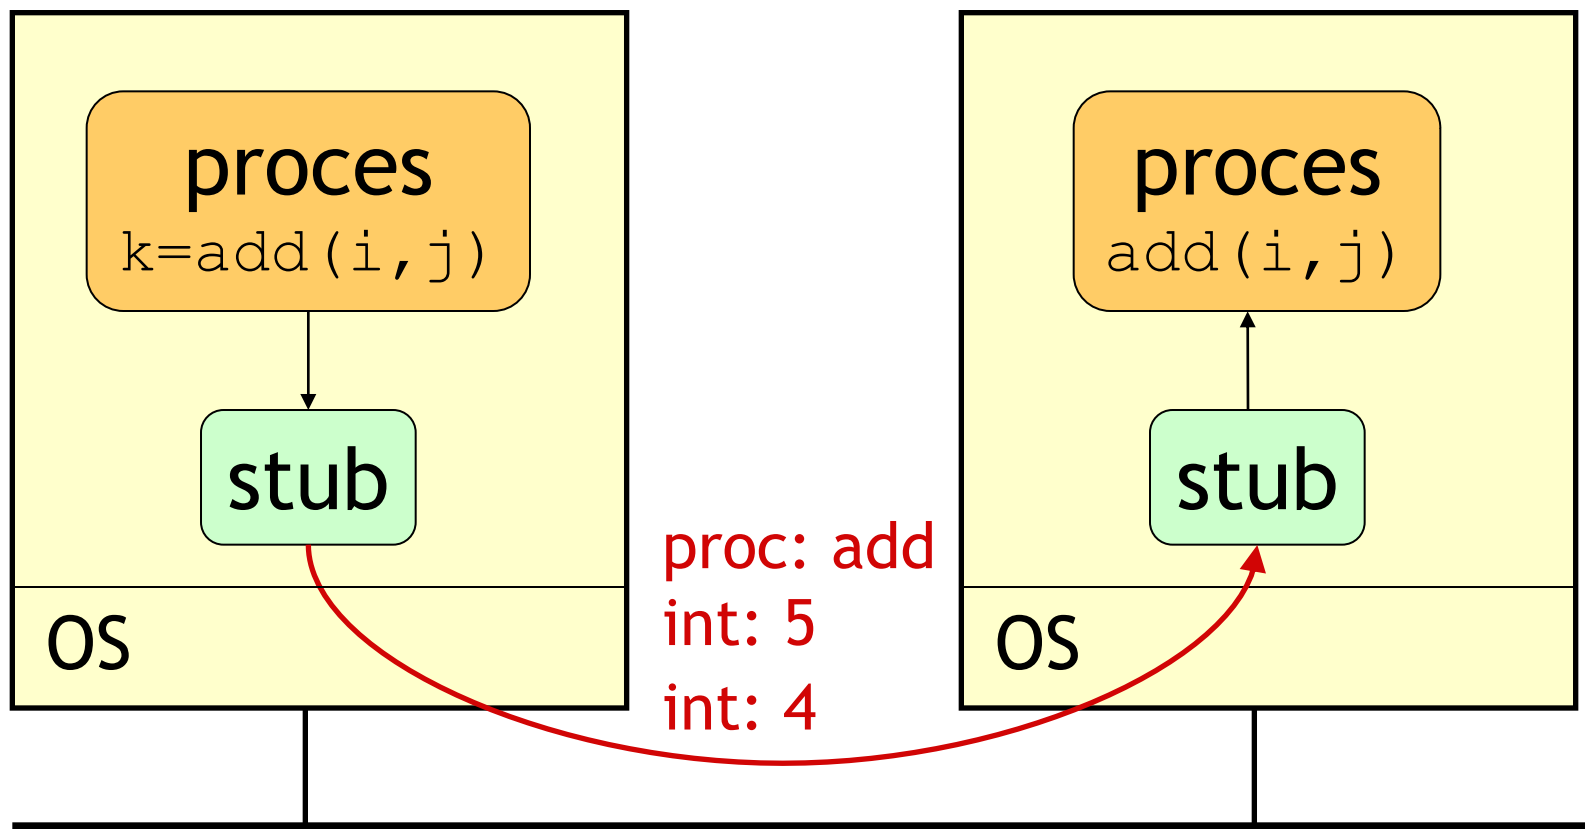 proces
k=add(i,j)
stub
OS
proc: add
int: 5
int: 4
proces
add(i,j)
stub
OS